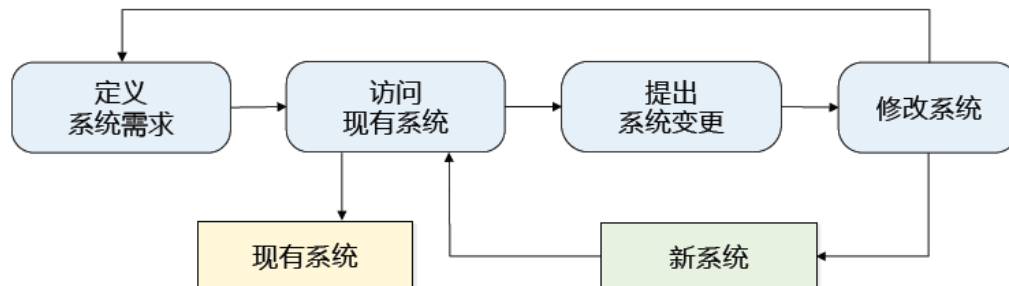 定义
系统需求
访问
现有系统
提出
系统变更
修改系统
现有系统
新系统